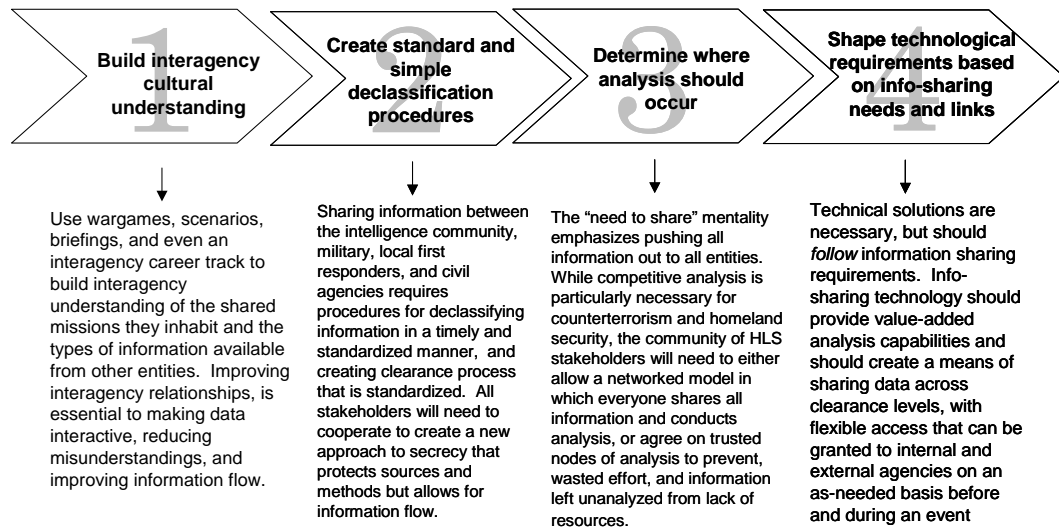 1
Build interagency
cultural
understanding
2
Create standard and
simple
declassification
procedures
3
Determine where
analysis should
occur
4
Shape technological
requirements based
on info-sharing
needs and links
Use wargames, scenarios,
briefings, and even an
interagency career track to
build interagency
understanding of the shared
missions they inhabit and the
types of information available
from other entities.  Improving
interagency relationships, is
essential to making data
interactive, reducing
misunderstandings, and
improving information flow.
Sharing information between
the intelligence community,
military, local first
responders, and civil
agencies requires
procedures for declassifying
information in a timely and
standardized manner,  and
creating clearance process
that is standardized.  All
stakeholders will need to
cooperate to create a new
approach to secrecy that
protects sources and
methods but allows for
information flow.
The “need to share” mentality
emphasizes pushing all
information out to all entities.
While competitive analysis is
particularly necessary for
counterterrorism and homeland
security, the community of HLS
stakeholders will need to either
allow a networked model in
which everyone shares all
information and conducts
analysis, or agree on trusted
nodes of analysis to prevent,
wasted effort, and information
left unanalyzed from lack of
resources.
Technical solutions are
necessary, but should
follow information sharing
requirements.  Info-
sharing technology should
provide value-added
analysis capabilities and
should create a means of
sharing data across
clearance levels, with
flexible access that can be
granted to internal and
external agencies on an
as-needed basis before
and during an event